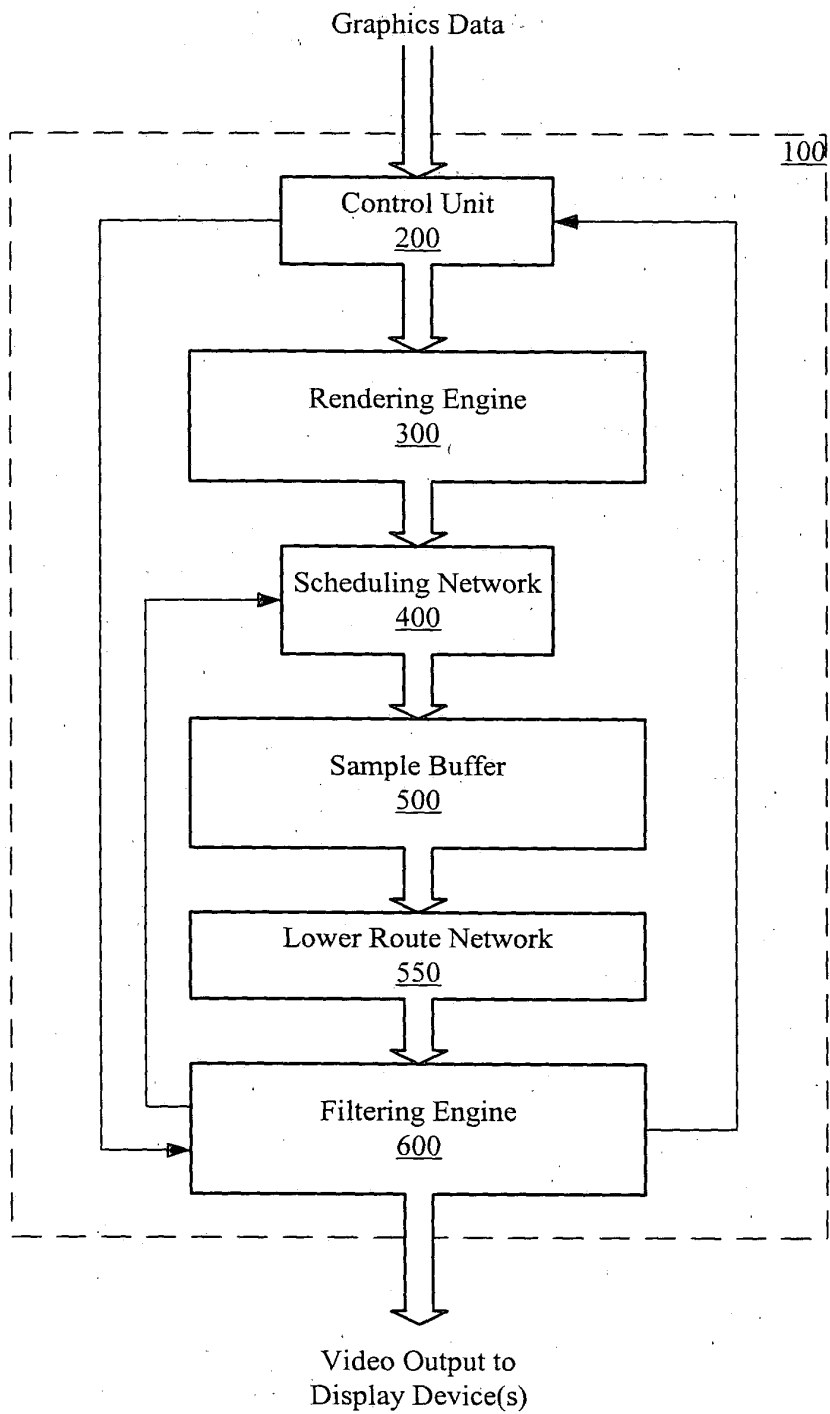 Graphics Data
100
Control Unit
200
Rendering Engine
300
Scheduling Network
400
Sample Buffer
500
Lower Route Network
550
Filtering Engine
600
Video Output to
Display Device(s)